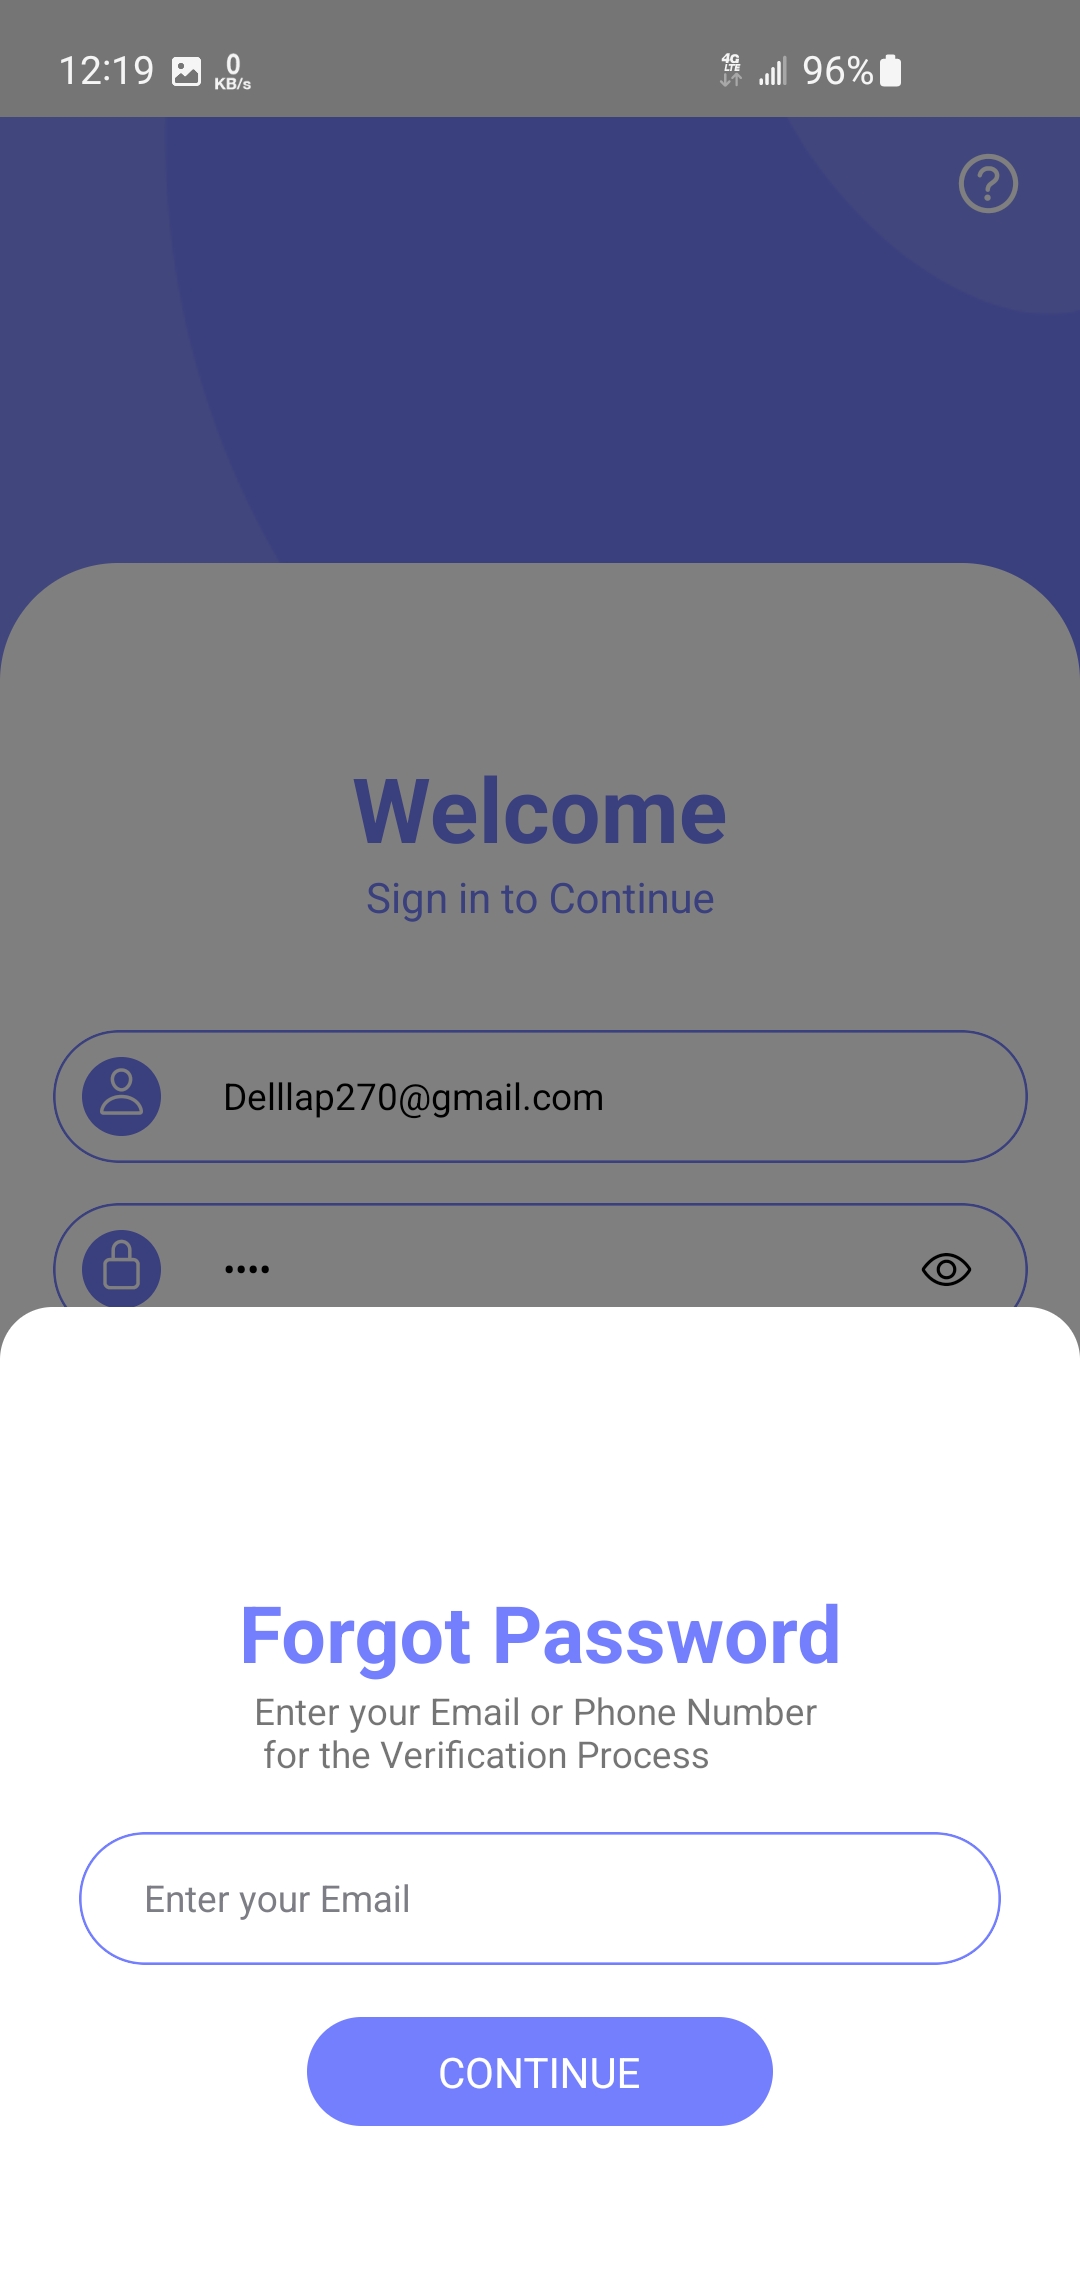 12:19
0
KB/s
4G
LTE
96%
Welcome
Sign in to Continue
Delllap270@gmail.com
••••
Forgot Password
Enter your Email or Phone Number
for the Verification Process
Enter your Email
CONTINUE